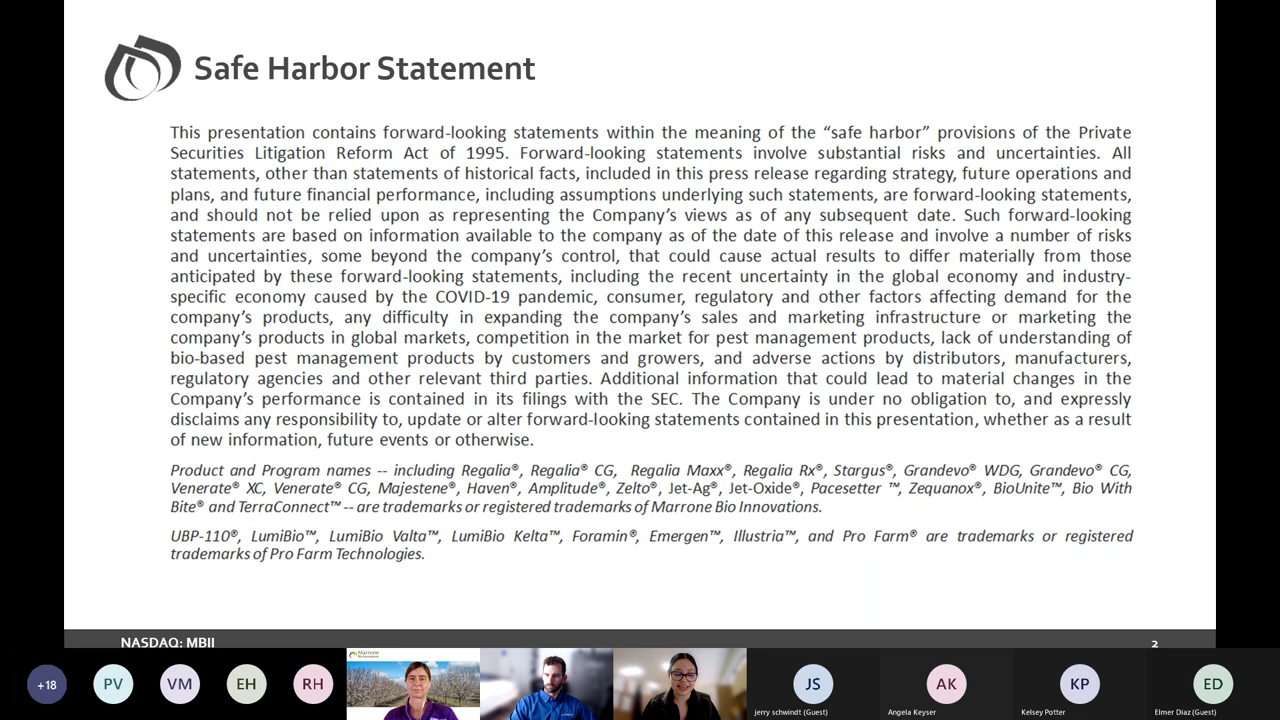 Safe Harbor Statement
This presentation contains forward-looking statements within the meaning of the “safe harbor” provisions of the Private
Securities Litigation Reform Act of 1995. Forward-looking statements involve substantial risks and uncertainties. All
statements, other than statements of historical facts, included in this press release regarding strategy, future operations and
plans, and future financial performance, including assumptions underlying such statements, are forward-looking statements,
and should not be relied upon as representing the Company’s views as of any subsequent date. Such forward-looking
statements are based on information available to the company as of the date of this release and involve a number of risks
and uncertainties, some beyond the company’s control, that could cause actual results to differ materially from those
anticipated by these forward-looking statements, including the recent uncertainty in the global economy and industry-
specific economy caused by the COVID-19 pandemic, consumer, regulatory and other factors affecting demand for the
company’s products, any difficulty in expanding the company’s sales and marketing infrastructure or marketing the
company’s products in global markets, competition in the market for pest management products, lack of understanding of
bio-based pest management products by customers and growers, and adverse actions by distributors, manufacturers,
regulatory agencies and other relevant third parties. Additional information that could lead to material changes in the
Company’s performance is contained in its filings with the SEC. The Company is under no obligation to, and expressly
disclaims any responsibility to, update or alter forward-looking statements contained in this presentation, whether as a result
of new information, future events or otherwise.
Product and Program names -- including Regalia®, Regalia® CG, Regalia Maxx®, Regalia Rx®, Stargus®, Grandevo® WDG, Grandevo® CG,
Venerate® XC, Venerate® CG, Majestene®, Haven®, Amplitude®, Zelto®, Jet-Ag®, Jet-Oxide®, Pacesetter ™, Zequanox®, BioUnite™, Bio With
Bite® and TerraConnect™ -- are trademarks or registered trademarks of Marrone Bio Innovations.
UBP-110®, LumiBio™, LumiBio Valta™, LumiBio Kelta™, Foramin®, Emergen™, Illustria™, and Pro Farm® are trademarks or registered
trademarks of Pro Farm Technologies.
NASDAQ: MBII
2
+18
PV
VM
EH
RH
Marrone
Bio Innovations
JS
AK
KP
ED
jerry schwindt (Guest)
Angela Keyser
Kelsey Potter
Elmer Diaz (Guest)